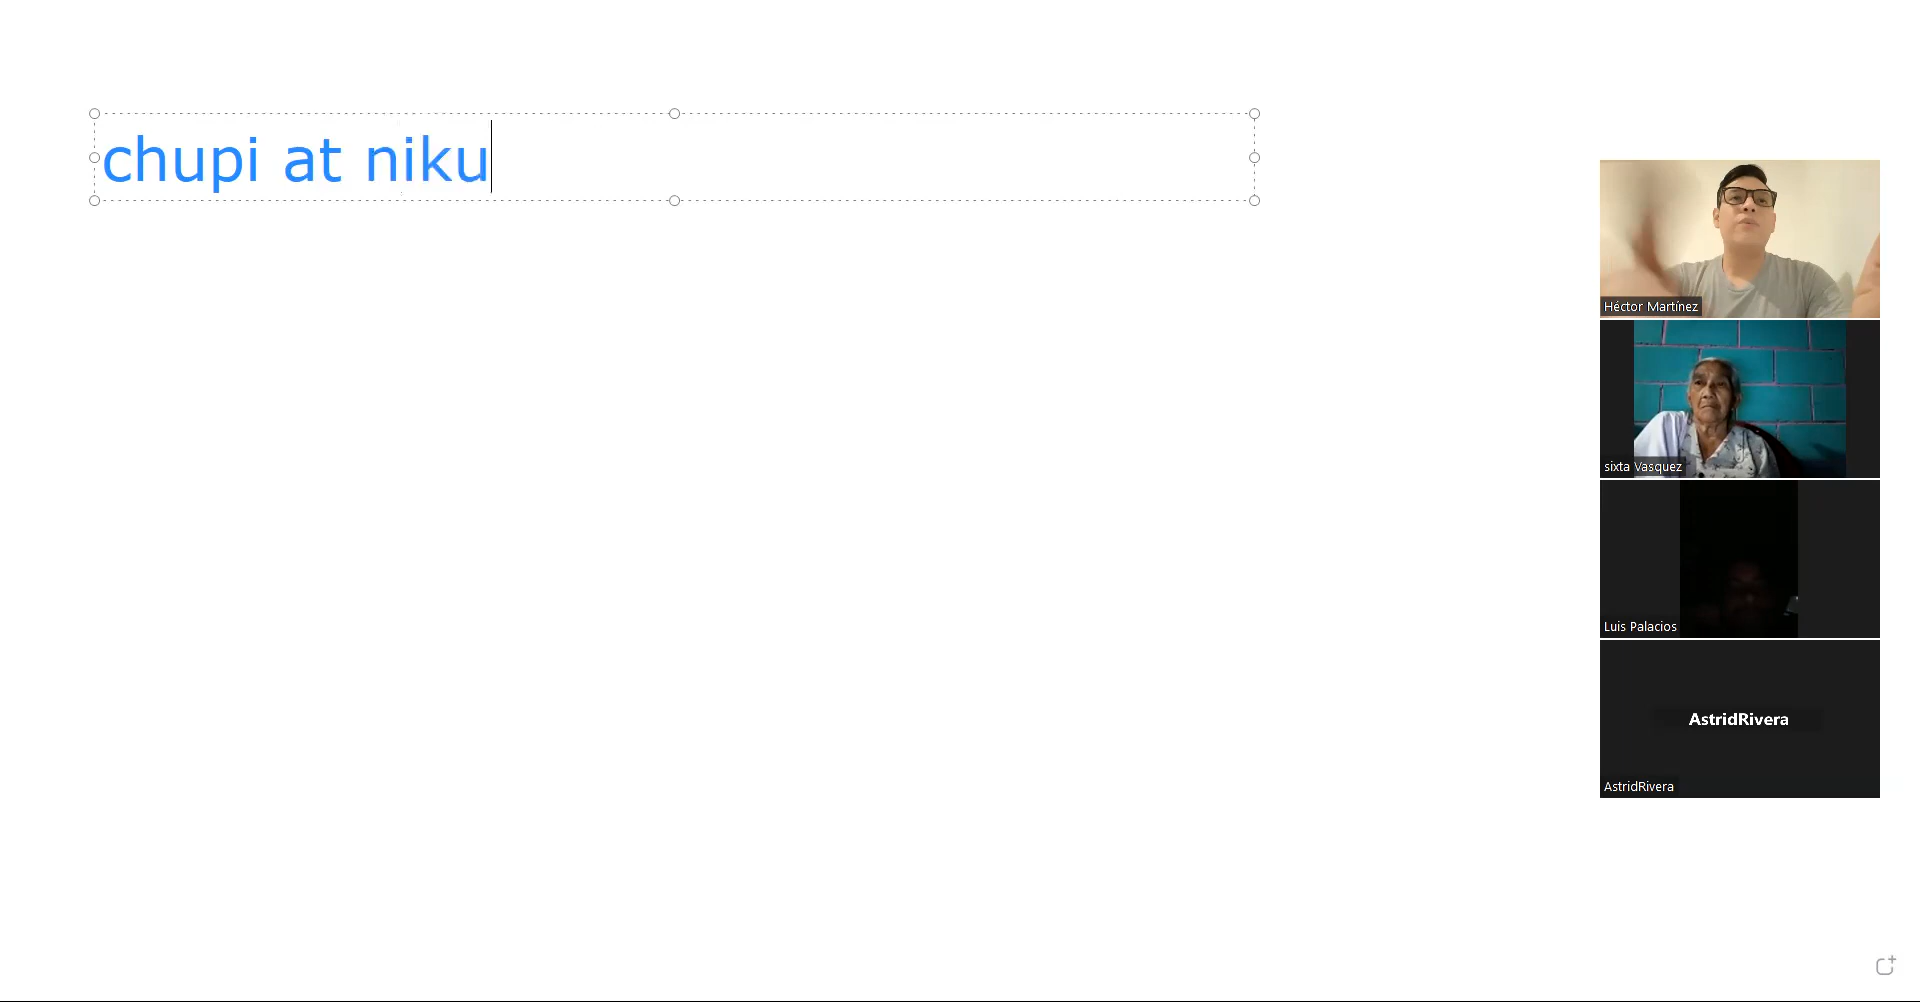 chupi at niku
Héctor Martínez
sixta Vasquez
Luis Palacios
AstridRivera
AstridRivera